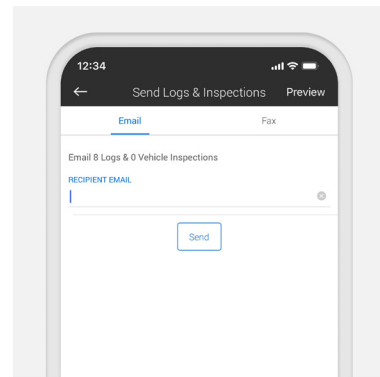 12:34
Send Logs & Inspections Preview
Email Fax
Email 8 Logs & 0 Vehicle Inspections
RECIPIENT EMAIL
Send